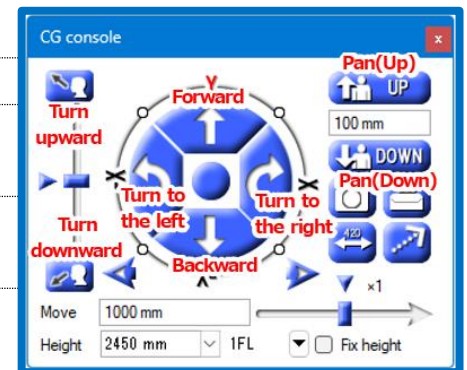 CG console
x
Pan(Up)
UP
Y
Forward
Turn
upward
100 mm
DOWN
Pan(Down)
X
X
Turn to
the left
Turn to
the right
Turn
downward
420
Backward
×1
Move 1000 mm
Height 2450 mm 1FL Fix height